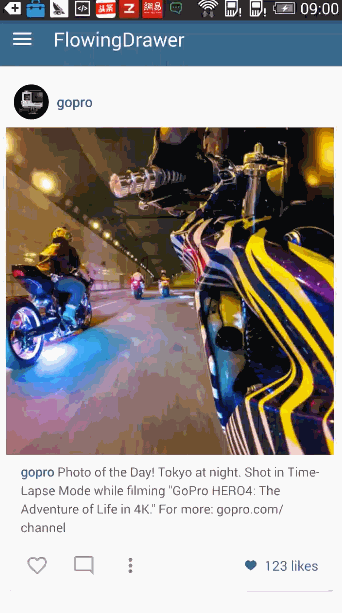 09:00
FlowingDrawer
gopro
gopro Photo of the Day! Tokyo at night. Shot in Time-
Lapse Mode while filming "GoPro HERO4: The
Adventure of Life in 4K." For more: gopro.com/
channel
123 likes